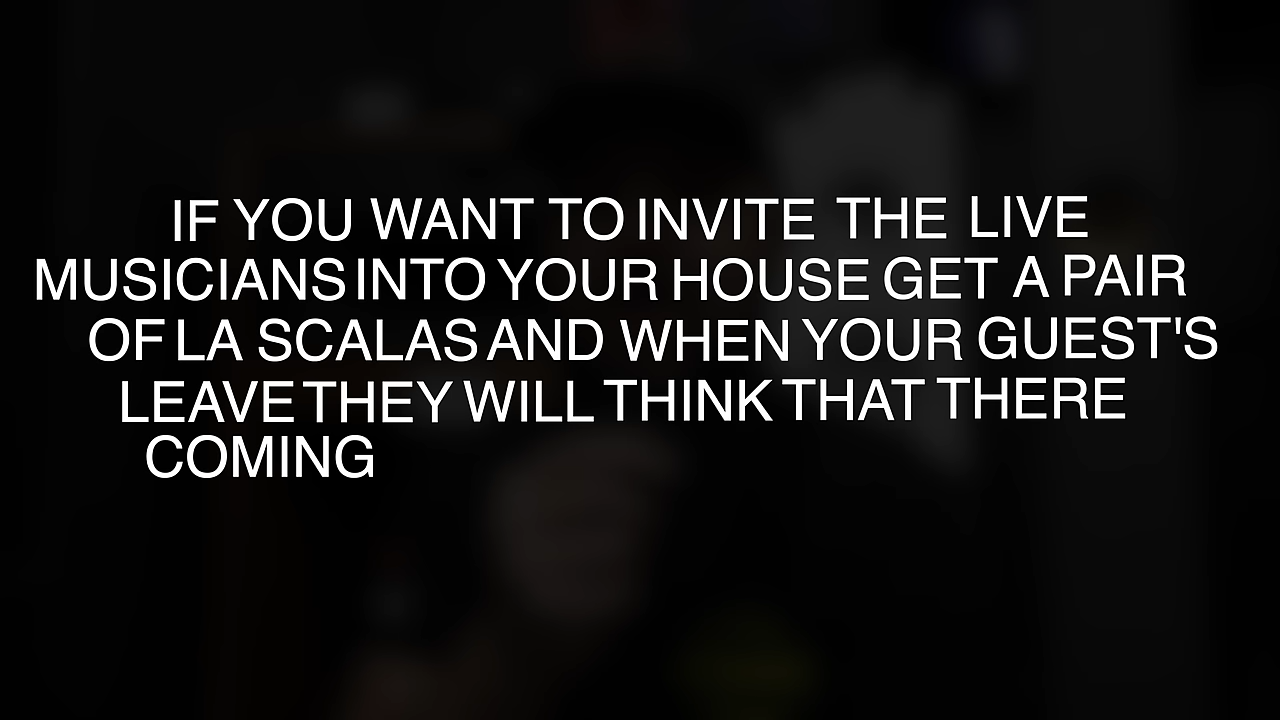 IF YOU WANT TO INVITE THE LIVE
MUSICIANS INTO YOUR HOUSE GET A PAIR
OF LA SCALAS AND WHEN YOUR GUEST'S
LEAVE THEY WILL THINK THAT THERE
COMING